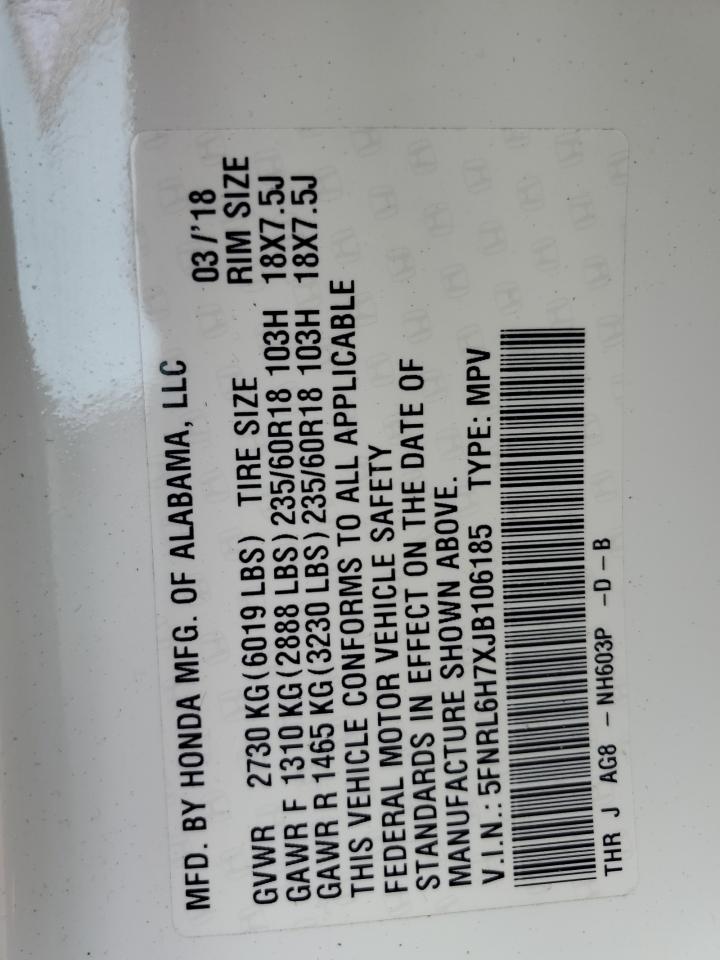 MFD. BY HONDA MFG. OF ALABAMA, LLC 03/'18
GVWR 2730 KG(6019 LBS) TIRE SIZE RIM SIZE
GAWR F 1310 KG(2888 LBS) 235/60R18 103H 18X7.5J
GAWR R 1465 KG(3230 LBS) 235/60R18 103H 18X7.5J
THIS VEHICLE CONFORMS TO ALL APPLICABLE
FEDERAL MOTOR VEHICLE SAFETY
STANDARDS IN EFFECT ON THE DATE OF
MANUFACTURE SHOWN ABOVE.
V.I.N.: 5FNRL6H7XJB106185 TYPE: MPV
THR J AG8 - NH603P -D-B